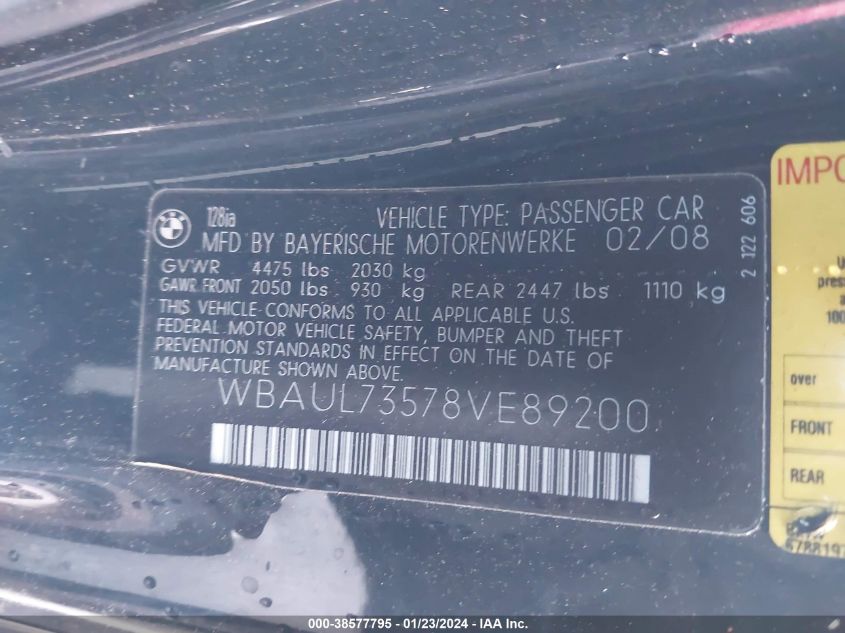 128ia
VEHICLE TYPE: PASSENGER CAR
MFD BY BAYERISCHE MOTORENWERKE 02/08
GVWR 4475 lbs 2030 kg
GAWR FRONT 2050 lbs 930 kg REAR 2447 lbs 1110 kg
THIS VEHICLE CONFORMS TO ALL APPLICABLE U.S.
FEDERAL MOTOR VEHICLE SAFETY, BUMPER AND THEFT
PREVENTION STANDARDS IN EFFECT ON THE DATE OF
MANUFACTURE SHOWN ABOVE.
WBAUL73578VE89200
2 122 606
BMW
IMPO
over
FRONT
REAR
000-38577795 - 01/23/2024 - IAAI.COM